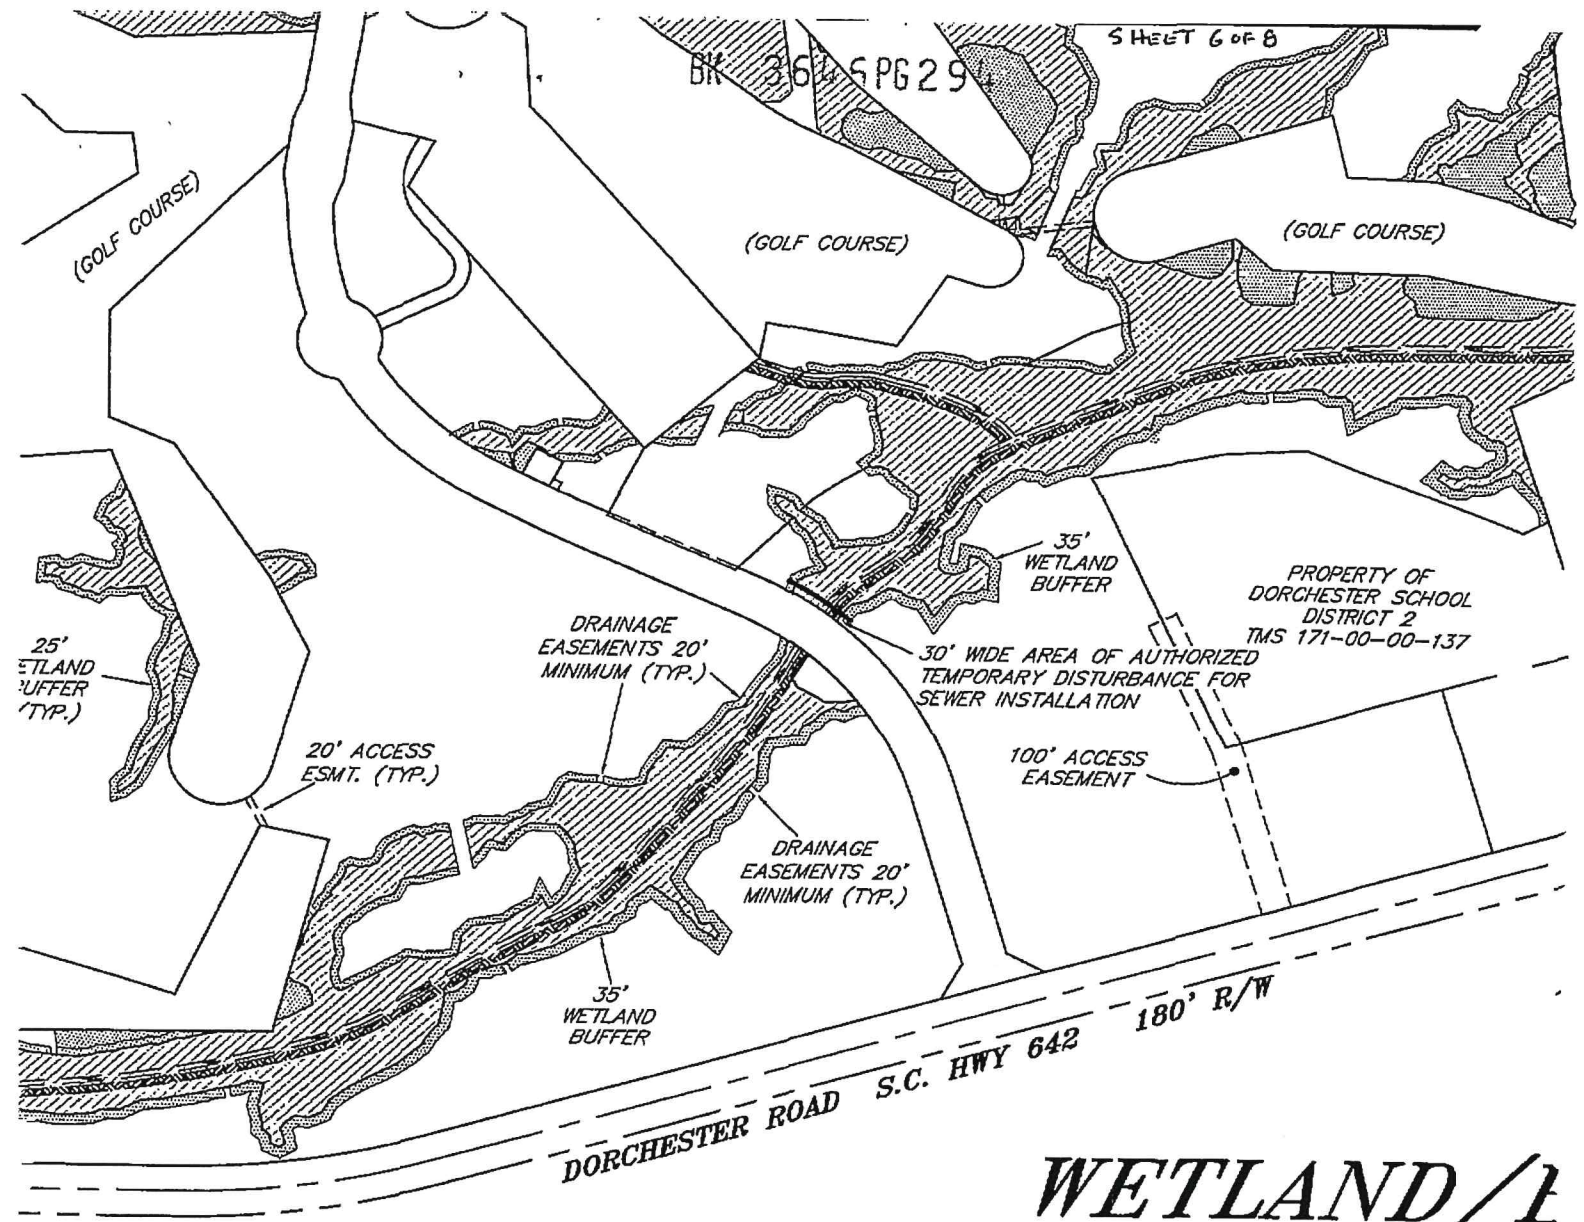 SHEET 6 OF 8
(GOLF COURSE)
(GOLF COURSE)
(GOLF COURSE)
35'
WETLAND
BUFFER
PROPERTY OF
DORCHESTER SCHOOL
DISTRICT 2
TMS 171-00-00-137
DRAINAGE
EASEMENTS 20'
MINIMUM (TYP.)
25'
ETLAND
UFFER
(TYP.)
30' WIDE AREA OF AUTHORIZED
TEMPORARY DISTURBANCE FOR
SEWER INSTALLATION
20' ACCESS
ESMT. (TYP.)
100' ACCESS
EASEMENT
DRAINAGE
EASEMENTS 20'
MINIMUM (TYP.)
35'
WETLAND
BUFFER
DORCHESTER ROAD S.C. HWY 642 180' R/W
WETLAND/